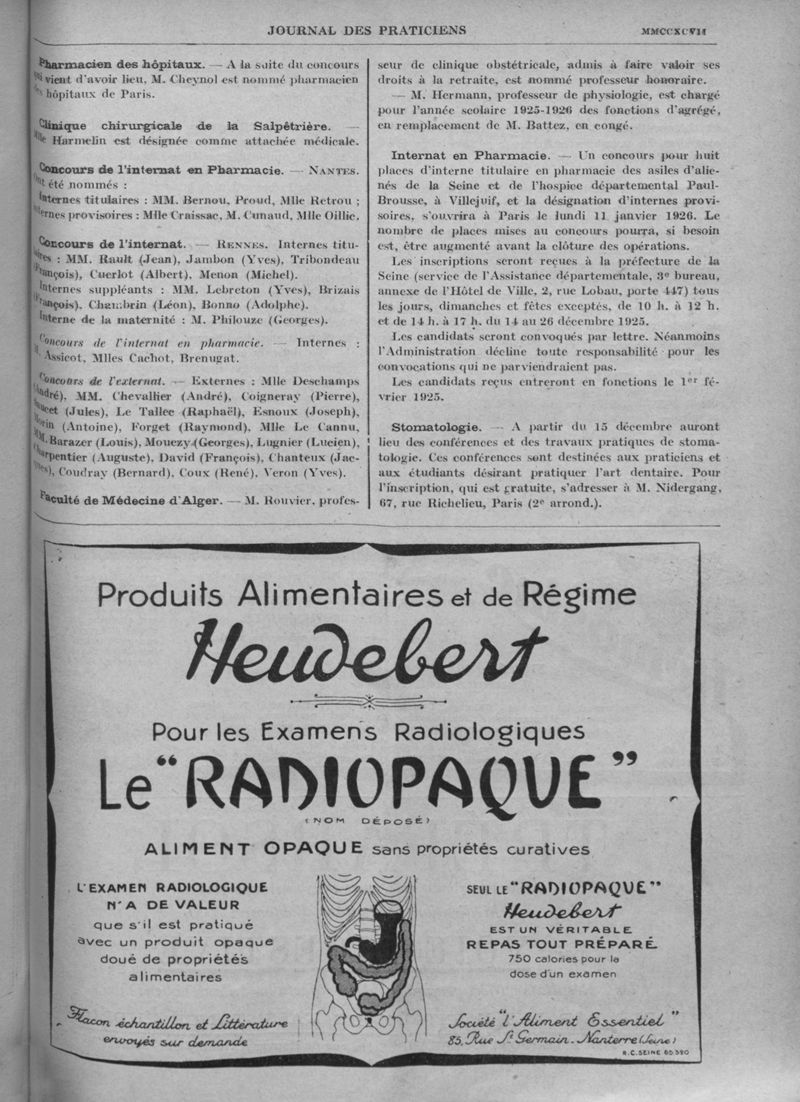 JOURNAL DES PRATICIENS
MMCCXCVII
Pharmacien des hôpitaux. — A la suite du concours
qui vient d'avoir lieu, M. Cheynol est nommé pharmacien
des hôpitaux de Paris.
Clinique chirurgicale de la Salpêtrière. —
Mlle Harmelin est désignée comme attachée médicale.
Concours de l'internat en Pharmacie. — NANTES.
Ont été nommés :
Internes titulaires : MM. Bernou, Proud, Mlle Retrou ;
internes provisoires : Mlle Craissac, M. Cunaud, Mlle Ollie.
Concours de l'internat. — RENNES. Internes titu-
laires : MM. Rault (Jean), Jambon (Yves), Tribondeau
(François), Cuerlot (Albert), Menon (Michel).
Internes suppléants : MM. Lebreton (Yves), Brizais
(François), Chambrin (Léon), Bonno (Adolphe).
Interne de la maternité : M. Philouze (Georges).
Concours de l'internat en pharmacie. — Internes :
M. Assicot, Mlles Cachot, Brenugat.
Concours de l'externat. — Externes : Mlle Deschamps
(André), MM. Chevallier (André), Coigneray (Pierre),
(Jules), Le Tallec (Raphaël), Esnoux (Joseph),
(Antoine), Forget (Raymond), Mlle Le Cannu,
MM. Barazer (Louis), Mouezy (Georges), Lugnier (Lucien),
Charpentier (Auguste), David (François), Chanteux (Jac-
ques), Coudray (Bernard), Coux (René), Veron (Yves).
Faculté de Médecine d'Alger. — M. Rouvier, profes-
seur de clinique obstétricale, admis à faire valoir ses
droits à la retraite, est nommé professeur honoraire.
— M. Hermann, professeur de physiologie, est chargé
pour l'année scolaire 1925-1926 des fonctions d'agrégé,
en remplacement de M. Battez, en congé.
Internat en Pharmacie. — Un concours pour huit
places d'interne titulaire en pharmacie des asiles d'alié-
nés de la Seine et de l'hospice départemental Paul-
Brousse, à Villejuif, et la désignation d'internes provi-
soires, s'ouvrira à Paris le lundi 11 janvier 1926. Le
nombre de places mises au concours pourra, si besoin
est, être augmenté avant la clôture des opérations.
Les inscriptions seront reçues à la préfecture de la
Seine (service de l'Assistance départementale, 3e bureau,
annexe de l'Hôtel de Ville, 2, rue Lobau, porte 447) tous
les jours, dimanches et fêtes exceptés, de 10 h. à 12 h.
et de 14 h. à 17 h. du 14 au 26 décembre 1925.
Les candidats seront convoqués par lettre. Néanmoins
l'Administration décline toute responsabilité pour les
convocations qui ne parviendraient pas.
Les candidats reçus entreront en fonctions le 1er fé-
vrier 1925.
Stomatologie. — A partir du 15 décembre auront
lieu des conférences et des travaux pratiques de stoma-
tologie. Ces conférences sont destinées aux praticiens et
aux étudiants désirant pratiquer l'art dentaire. Pour
l'inscription, qui est gratuite, s'adresser à M. Nidergang,
67, rue Richelieu, Paris (2e arrond.).
Produits Alimentaires et de Régime
Heudebert
Pour les Examens Radiologiques
Le "RADIOPAQUE"
(NOM DÉPOSÉ)
ALIMENT OPAQUE sans propriétés curatives
L'EXAMEN RADIOLOGIQUE
N'A DE VALEUR
que s'il est pratiqué
avec un produit opaque
doué de propriétés
alimentaires
SEUL LE "RADIOPAQUE"
Heudebert
EST UN VÉRITABLE
REPAS TOUT PRÉPARÉ
750 calories pour la
dose d'un examen
Flacon échantillon et Littérature
envoyés sur demande
Société "l'Aliment Essentiel"
85, Rue St Germain. Nanterre (Seine)
R.C. SEINE 60.390